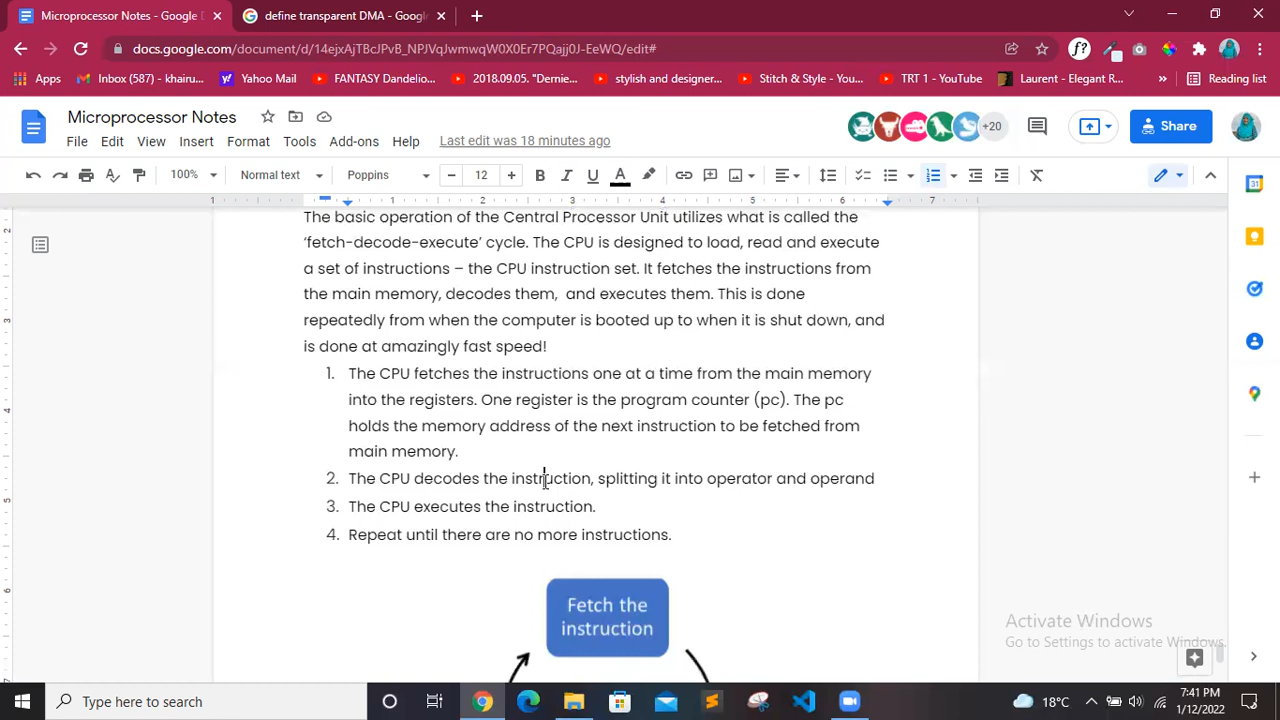 Microprocessor Notes - Google D
define transparent DMA - Google
docs.google.com/document/d/14ejxAjTBcJPvB_NPJVqJwmwqW0X0Er7PQajj0J-EeWQ/edit#
Apps
Inbox (587) - khairu...
Yahoo Mail
FANTASY Dandelio...
2018.09.05. "Dernie...
stylish and designer...
Stitch & Style - You...
TRT 1 - YouTube
Laurent - Elegant R...
Reading list
Microprocessor Notes
+20
Share
File Edit View Insert Format Tools Add-ons Help Last edit was 18 minutes ago
100% Normal text Poppins 12
1 1 2 3 4 5 6 7
The basic operation of the Central Processor Unit utilizes what is called the
‘fetch-decode-execute’ cycle. The CPU is designed to load, read and execute
a set of instructions – the CPU instruction set. It fetches the instructions from
the main memory, decodes them,  and executes them. This is done
repeatedly from when the computer is booted up to when it is shut down, and
is done at amazingly fast speed!
1. The CPU fetches the instructions one at a time from the main memory
into the registers. One register is the program counter (pc). The pc
holds the memory address of the next instruction to be fetched from
main memory.
2. The CPU decodes the instruction, splitting it into operator and operand
3. The CPU executes the instruction.
4. Repeat until there are no more instructions.
Fetch the
instruction
Activate Windows
Go to Settings to activate Windows.
Type here to search
18°C
7:41 PM
1/12/2022